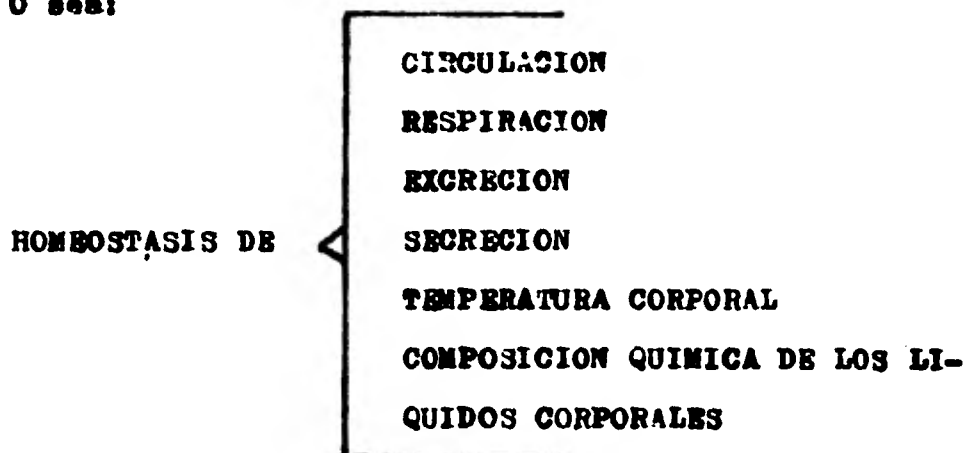 O sea:
CIRCULACION
RESPIRACION
EXCRECION
HOMEOSTASIS DE
SECRECION
TEMPERATURA CORPORAL
COMPOSICION QUIMICA DE LOS LI-
QUIDOS CORPORALES